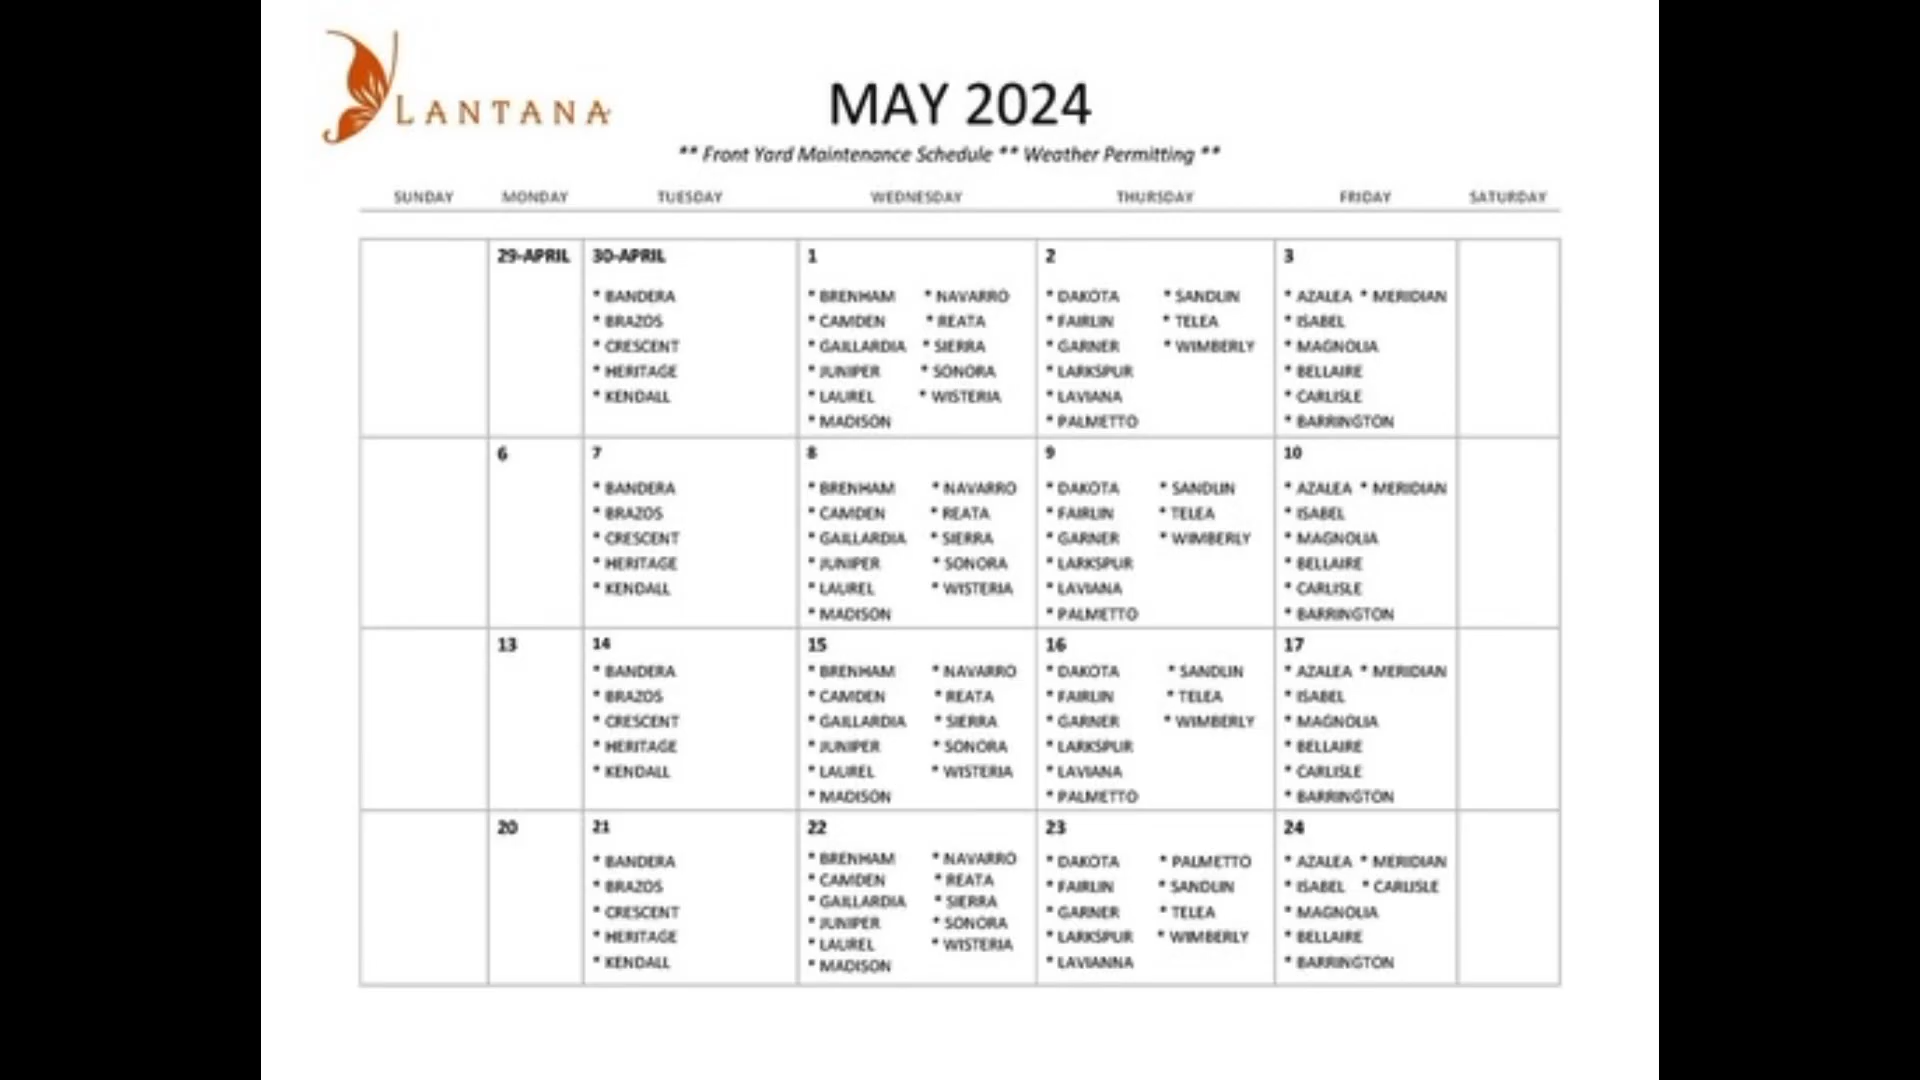 LANTANA
MAY 2024
** Front Yard Maintenance Schedule ** Weather Permitting **
SUNDAY MONDAY TUESDAY WEDNESDAY THURSDAY FRIDAY SATURDAY
29-APRIL 30-APRIL 1 2 3
* BANDERA * BRENHAM * NAVARRO * DAKOTA * SANDLIN * AZALEA * MERIDIAN
* BRAZOS * CAMDEN * REATA * FAIRLIN * TELEA * ISABEL
* CRESCENT * GAILLARDIA * SIERRA * GARNER * WIMBERLY * MAGNOLIA
* HERITAGE * JUNIPER * SONORA * LARKSPUR * BELLAIRE
* KENDALL * LAUREL * WISTERIA * LAVIANA * CARLISLE
* MADISON * PALMETTO * BARRINGTON
6 7 8 9 10
* BANDERA * BRENHAM * NAVARRO * DAKOTA * SANDLIN * AZALEA * MERIDIAN
* BRAZOS * CAMDEN * REATA * FAIRLIN * TELEA * ISABEL
* CRESCENT * GAILLARDIA * SIERRA * GARNER * WIMBERLY * MAGNOLIA
* HERITAGE * JUNIPER * SONORA * LARKSPUR * BELLAIRE
* KENDALL * LAUREL * WISTERIA * LAVIANA * CARLISLE
* MADISON * PALMETTO * BARRINGTON
13 14 15 16 17
* BANDERA * BRENHAM * NAVARRO * DAKOTA * SANDLIN * AZALEA * MERIDIAN
* BRAZOS * CAMDEN * REATA * FAIRLIN * TELEA * ISABEL
* CRESCENT * GAILLARDIA * SIERRA * GARNER * WIMBERLY * MAGNOLIA
* HERITAGE * JUNIPER * SONORA * LARKSPUR * BELLAIRE
* KENDALL * LAUREL * WISTERIA * LAVIANA * CARLISLE
* MADISON * PALMETTO * BARRINGTON
20 21 22 23 24
* BANDERA * BRENHAM * NAVARRO * DAKOTA * PALMETTO * AZALEA * MERIDIAN
* BRAZOS * CAMDEN * REATA * FAIRLIN * SANDLIN * ISABEL * CARLISLE
* CRESCENT * GAILLARDIA * SIERRA * GARNER * TELEA * MAGNOLIA
* HERITAGE * JUNIPER * SONORA * LARKSPUR * WIMBERLY * BELLAIRE
* KENDALL * LAUREL * WISTERIA * LAVIANNA * BARRINGTON
* MADISON